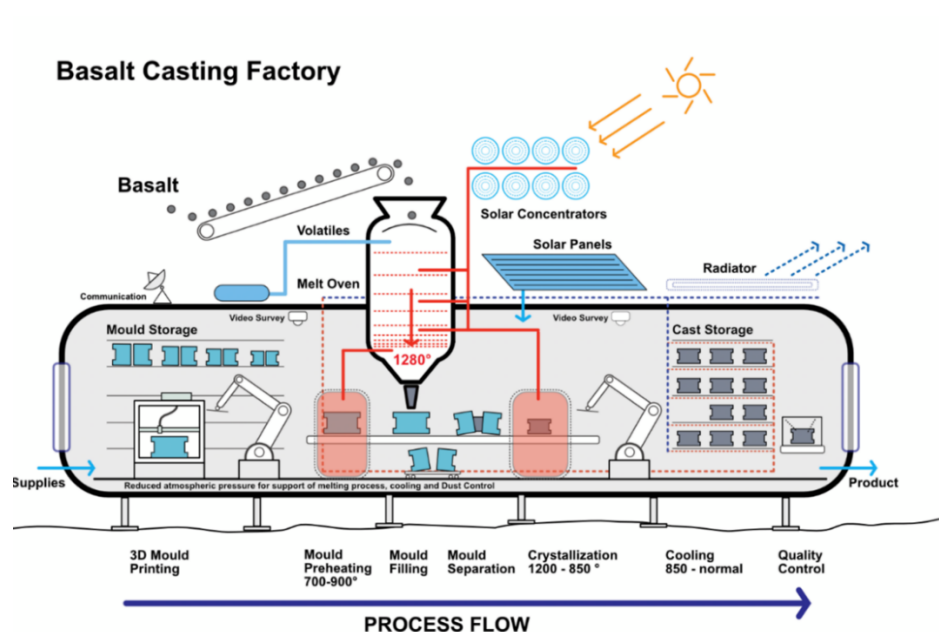 Basalt Casting Factory
Basalt
Solar Concentrators
Volatiles
Solar Panels
Radiator
Melt Oven
Communication
Video Survey
Video Survey
Mould Storage
Cast Storage
1280°
Supplies
Product
Reduced atmospheric pressure for support of melting process, cooling and Dust Control
3D Mould
Printing
Mould
Preheating
700-900°
Mould
Filling
Mould
Separation
Crystallization
1200 - 850 °
Cooling
850 - normal
Quality
Control
PROCESS FLOW